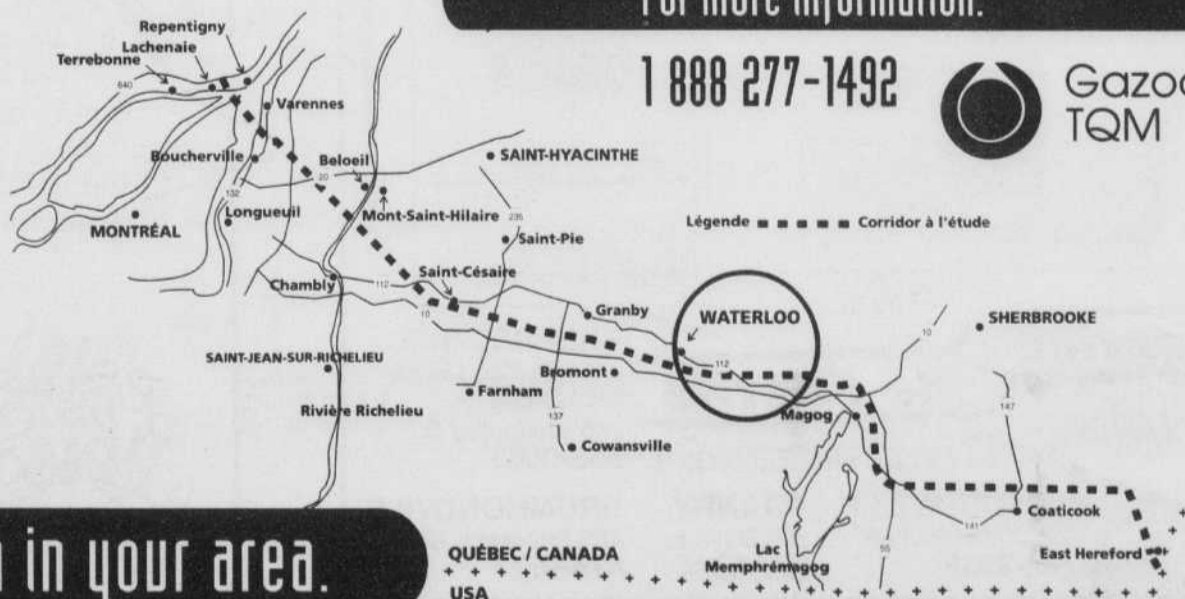 For more information.
1 888 277-1492
TQM
Repentigny
Lachenaie
Terrebonne
640
Varennes
Boucherville
Beloeil
SAINT-HYACINTHE
20
132
235
Longueuil
MONTRÉAL
Mont-Saint-Hilaire
Légende
Corridor à l'étude
Saint-Pie
Saint-Césaire
Chambly
112
10
Granby
WATERLOO
SHERBROOKE
10
112
SAINT-JEAN-SUR-RICHELIEU
Bromont
Farnham
Rivière Richelieu
137
Magog
147
Cowansville
Coaticook
141
55
Lac
Memphrémagog
East Hereford
in your area.
QUÉBEC / CANADA
USA